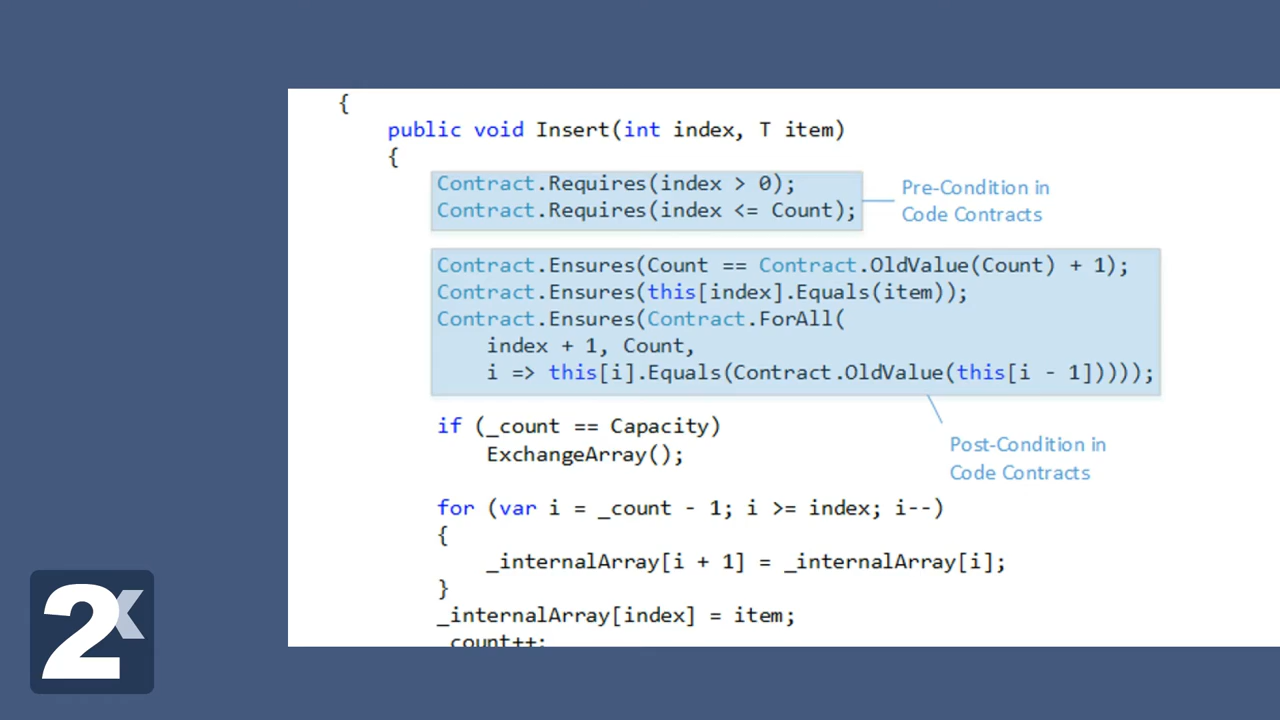 {
public void Insert(int index, T item)
{
Contract.Requires(index > 0);
Contract.Requires(index <= Count);
Pre-Condition in
Code Contracts
Contract.Ensures(Count == Contract.OldValue(Count) + 1);
Contract.Ensures(this[index].Equals(item));
Contract.Ensures(Contract.ForAll(
index + 1, Count,
i => this[i].Equals(Contract.OldValue(this[i - 1]))));
Post-Condition in
Code Contracts
if (_count == Capacity)
ExchangeArray();
for (var i = _count - 1; i >= index; i--)
{
_internalArray[i + 1] = _internalArray[i];
}
_internalArray[index] = item;
_count++;
2x